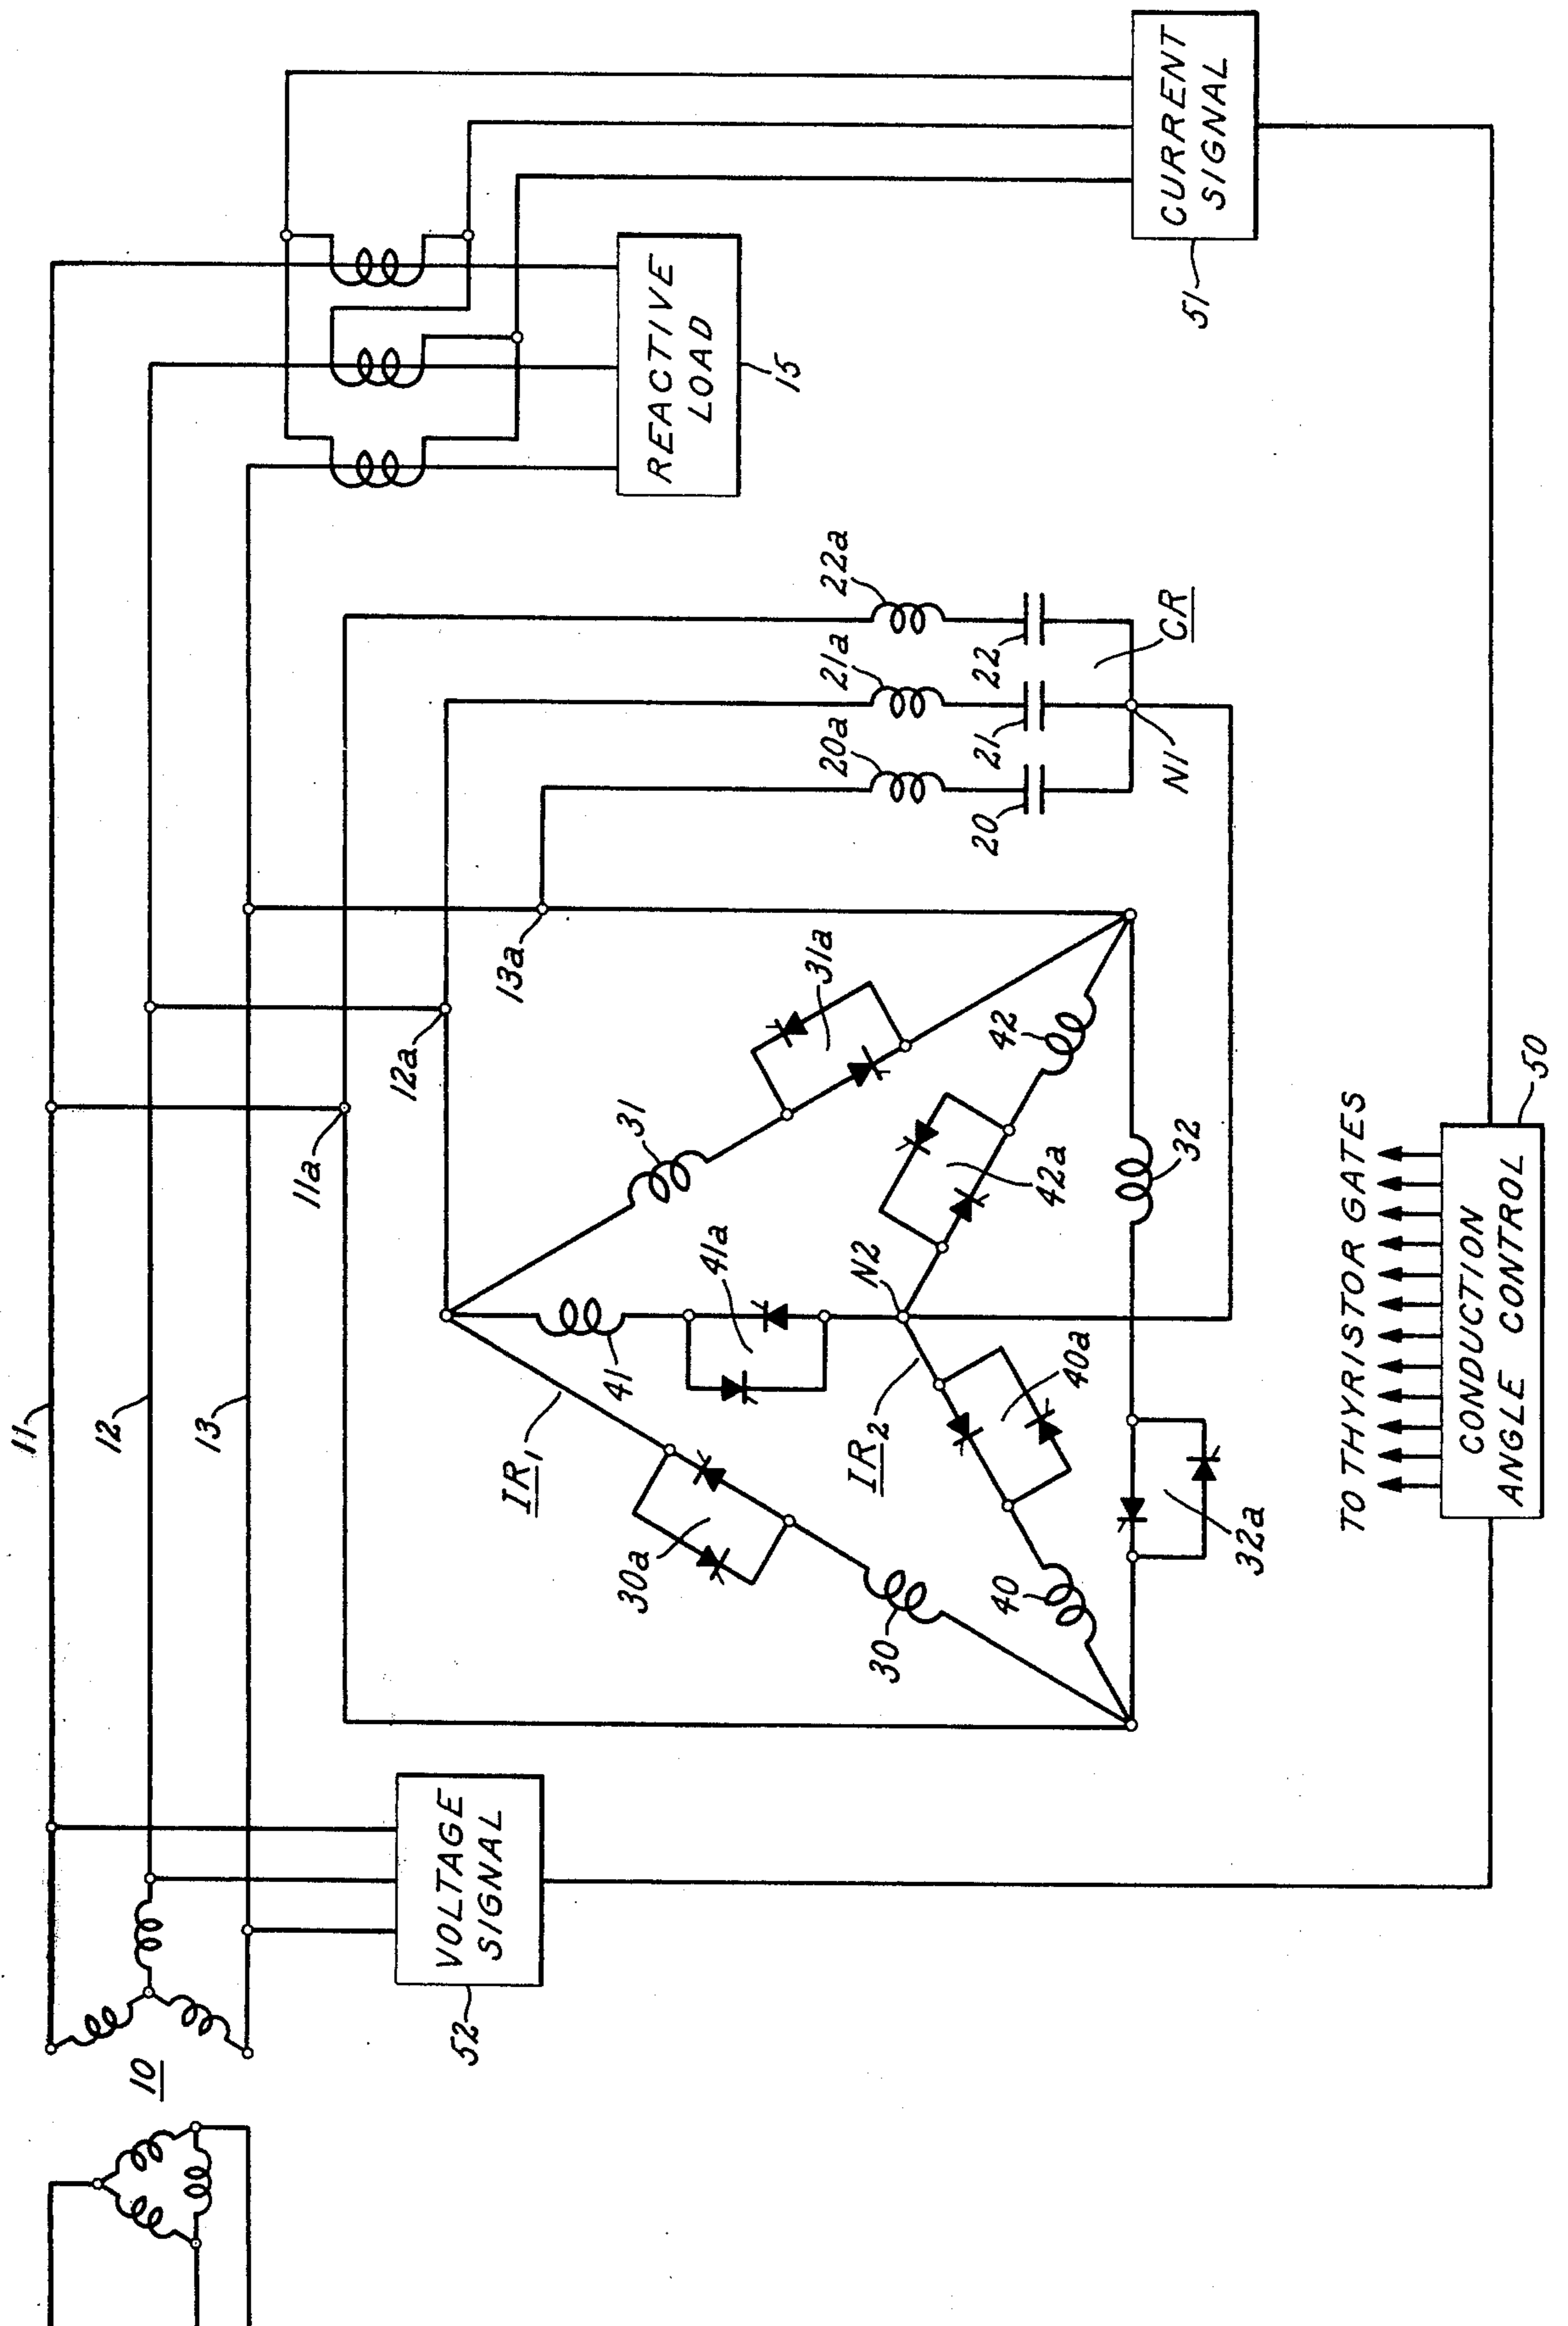 11
12
13
10
VOLTAGE
SIGNAL
52
11a
12a
13a
IR1
30a
30
31
31a
41
41a
N2
IR2
40
40a
42
42a
32
32a
20a
21a
22a
20
21
22
CR
N1
REACTIVE
LOAD
15
CURRENT
SIGNAL
51
TO THYRISTOR GATES
CONDUCTION
ANGLE CONTROL
50